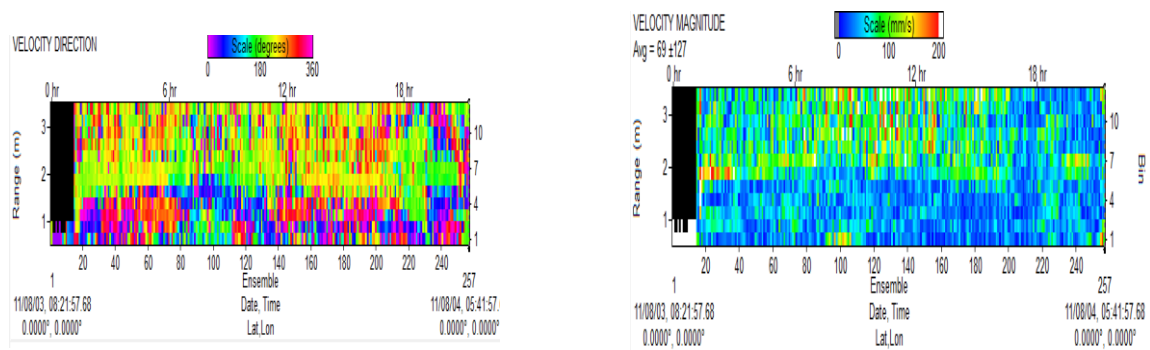 VELOCITY DIRECTION
Scale (degrees)
0 180 360
0 hr 6 hr 12 hr 18 hr
Range (m)
3
2
1
10
7
4
1
20 40 60 80 100 120 140 160 180 200 220 240
1 Ensemble 257
11/08/03, 08:21:57.68 Date, Time 11/08/04, 05:41:57.
0.0000°, 0.0000° Lat,Lon 0.0000°, 0.0000
VELOCITY MAGNITUDE
Avg = 69 ±127
Scale (mm/s)
0 100 200
0 hr 6 hr 12 hr 18 hr
Range (m)
3
2
1
10
7
4
1
Bin
20 40 60 80 100 120 140 160 180 200 220 240
1 Ensemble 257
11/08/03, 08:21:57.68 Date, Time 11/08/04, 05:41:57.68
0.0000°, 0.0000° Lat,Lon 0.0000°, 0.0000°